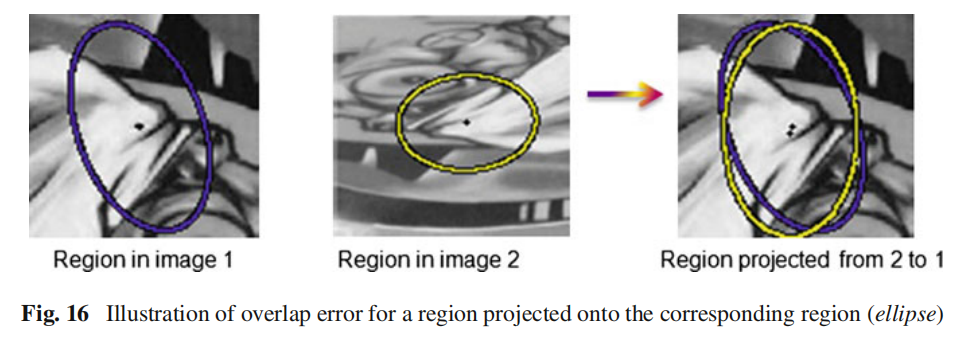 Region in image 1
Region in image 2
Region projected from 2 to 1
Fig. 16 Illustration of overlap error for a region projected onto the corresponding region (ellipse)